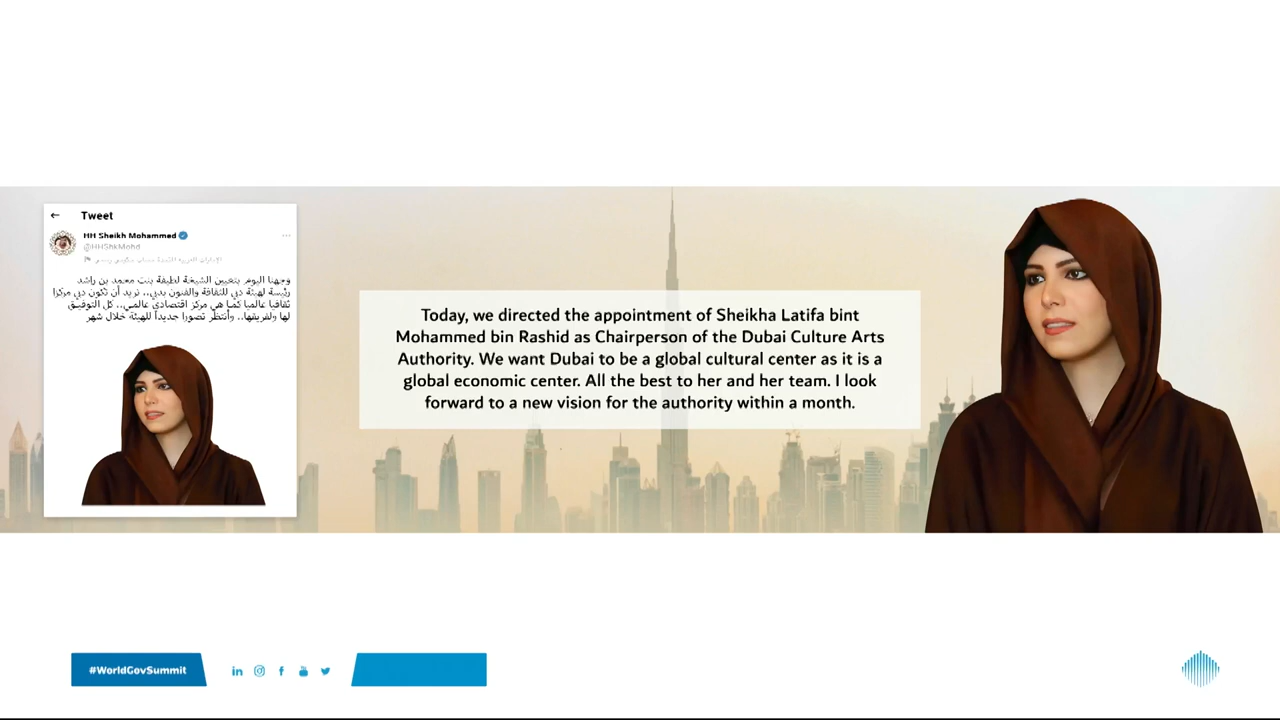 ← Tweet
HH Sheikh Mohammed
@HHShkMohd
وجهنا اليوم بتعيين الشيخة لطيفة بنت محمد بن راشد
رئيسة لهيئة دبي للثقافة والفنون بدبي.. نريد أن تكون دبي مركزا
ثقافيا عالميا كما هي مركز اقتصادي عالمي.. كل التوفيق
لها ولفريقها.. وأنتظر تصورا جديدا للهيئة خلال شهر
Today, we directed the appointment of Sheikha Latifa bint
Mohammed bin Rashid as Chairperson of the Dubai Culture Arts
Authority. We want Dubai to be a global cultural center as it is a
global economic center. All the best to her and her team. I look
forward to a new vision for the authority within a month.
#WorldGovSummit